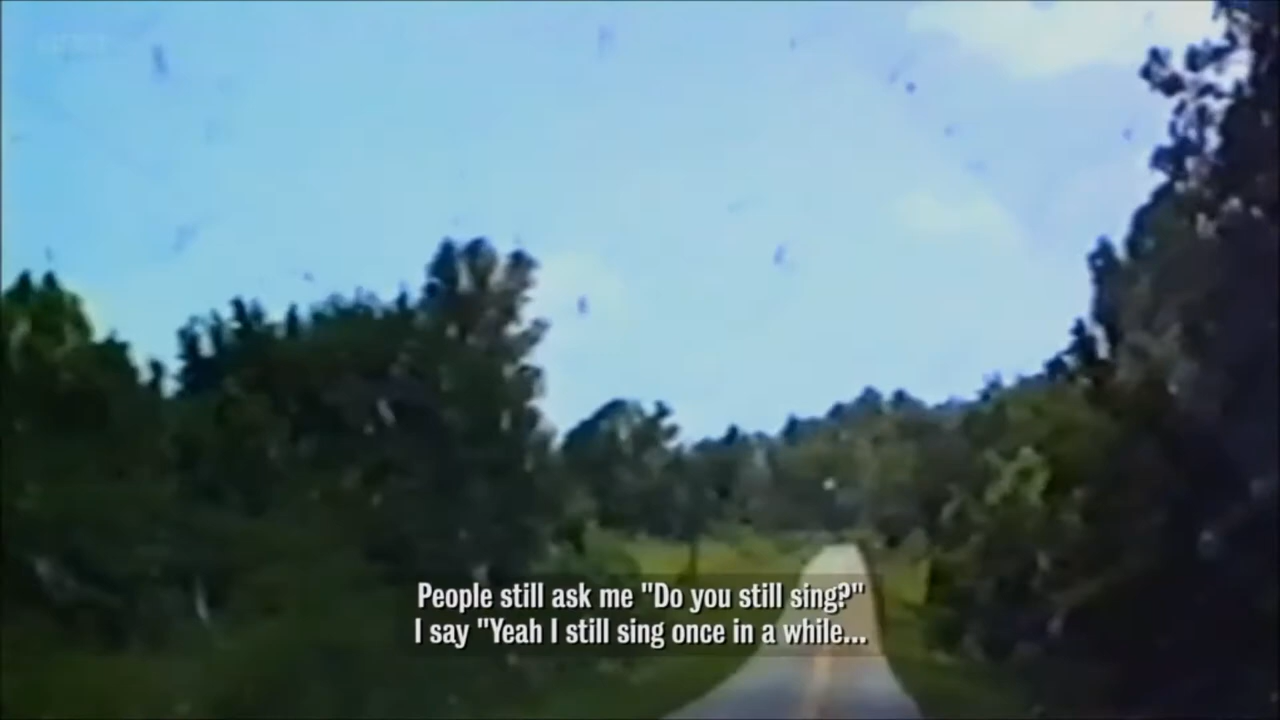 People still ask me "Do you still sing?"
I say "Yeah I still sing once in a while...